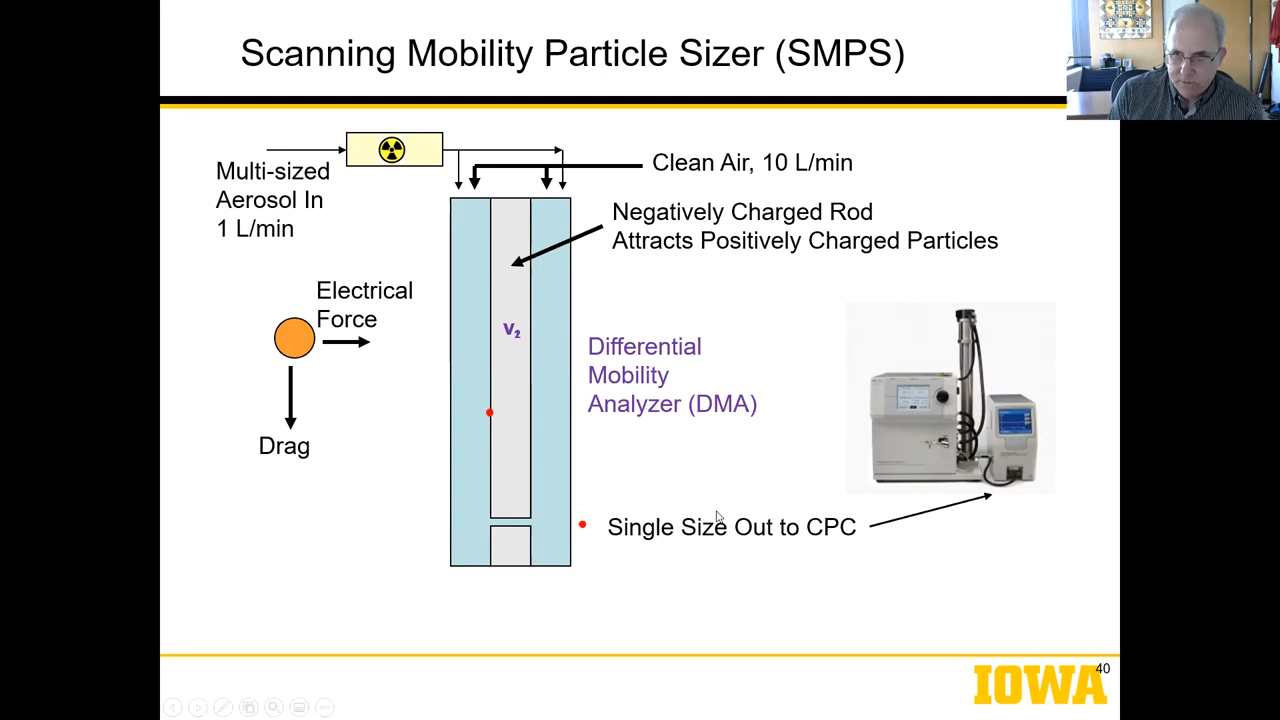 Scanning Mobility Particle Sizer (SMPS)
Multi-sized
Aerosol In
1 L/min
Clean Air, 10 L/min
Negatively Charged Rod
Attracts Positively Charged Particles
Electrical
Force
V2
Differential
Mobility
Analyzer (DMA)
Drag
Single Size Out to CPC
IOWA
40